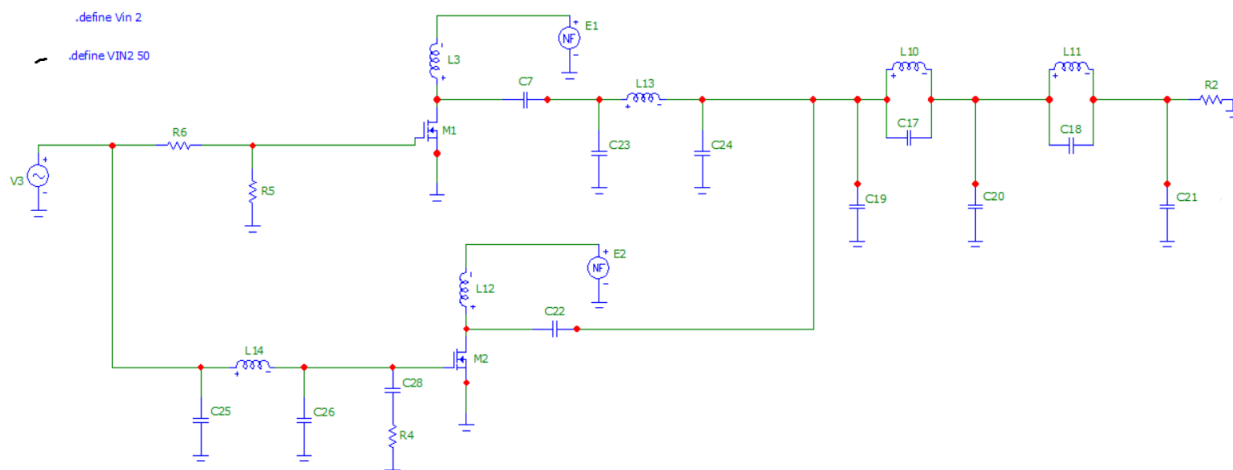 .define Vin 2
.define VIN2 50
E1
NF
L3
C7
L13
L10
L11
R2
R6
M1
C17
C18
C23
C24
V3
R5
C19
C20
C21
E2
NF
L12
C22
L14
M2
C28
C25
C26
R4